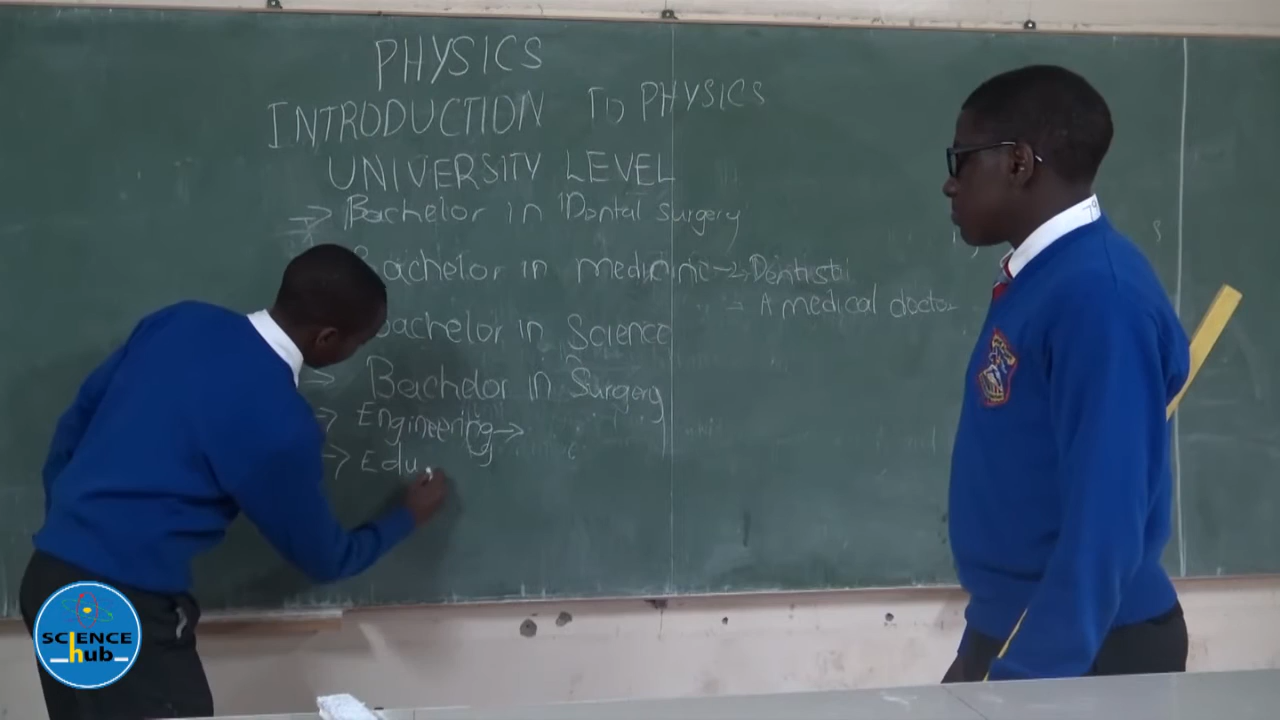 PHYSICS
INTRODUCTION TO PHYSICS
UNIVERSITY LEVEL
→ Bachelor in Dental surgery
Bachelor in medicine → Dentist
= A medical doctor
Bachelor in Science
→ Bachelor in Surgery
→ Engineering →
→ Edu
SCIENCE
hub